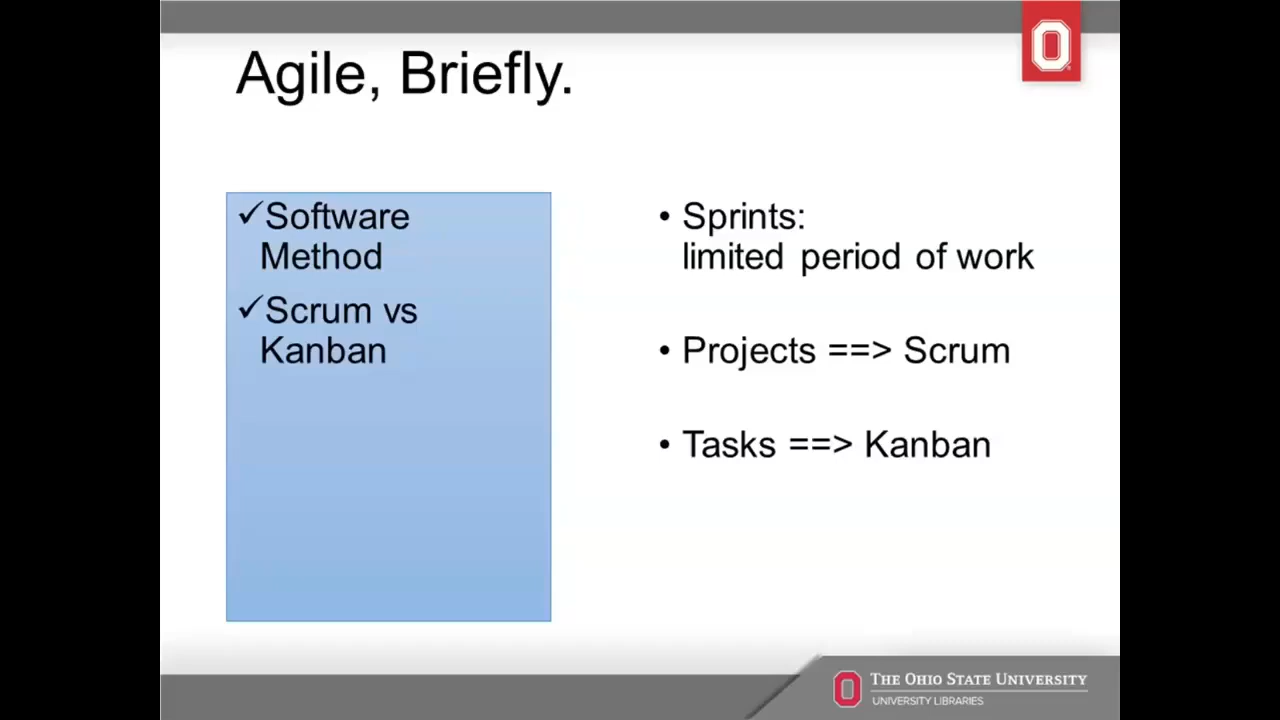 Agile, Briefly.
✓Software
Method
✓Scrum vs
Kanban
• Sprints:
limited period of work
• Projects ==> Scrum
• Tasks ==> Kanban
THE OHIO STATE UNIVERSITY
UNIVERSITY LIBRARIES